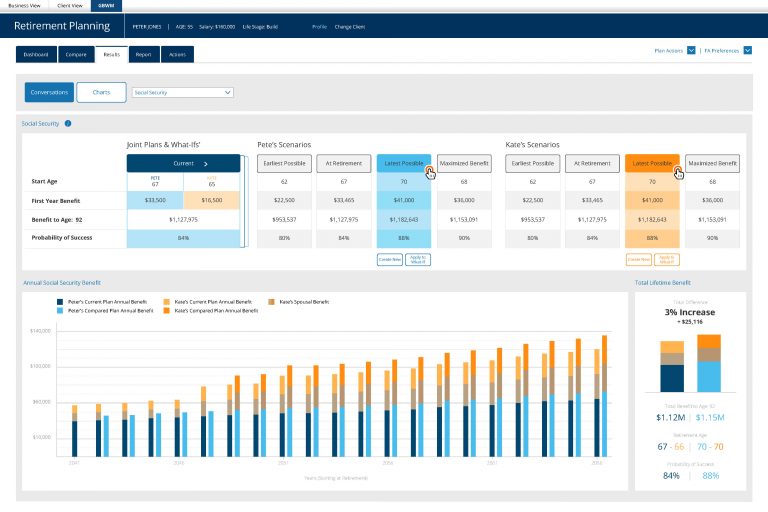 Business View Client View GBWM
Retirement Planning PETER JONES | AGE: 55 Salary: $160,000 Life Stage: Build Profile Change Client
Dashboard Compare Results Report Actions Plan Actions | FA Preferences
Conversations Charts Social Security
Social Security
Joint Plans & What-Ifs' Pete's Scenarios Kate's Scenarios
Current Earliest Possible At Retirement Latest Possible Maximized Benefit Earliest Possible At Retirement Latest Possible Maximized Benefit
PETE
Start Age 67 65 62 67 70 68 62 67 70 68
First Year Benefit $33,500 $16,500 $22,500 $33,465 $41,000 $36,000 $22,500 $33,465 $41,000 $36,000
Benefit to Age: 92 $1,127,975 $953,537 $1,127,975 $1,182,643 $1,153,091 $953,537 $1,127,975 $1,182,643 $1,153,091
Probability of Success 84% 80% 84% 88% 90% 80% 84% 88% 90%
Create New Apply to What-If Create New Apply to What-If
Annual Social Security Benefit Total Lifetime Benefit
Peter's Current Plan Annual Benefit Kate's Current Plan Annual Benefit Kate's Spousal Benefit
Peter's Compared Plan Annual Benefit Kate's Compared Plan Annual Benefit
Total Difference
3% Increase
+ $25,116
$140,000
$100,000
$60,000
$10,000
2041 2046 2051 2056 2061
Years (Starting at Retirement)
Total Benefit to Age 92
$1.12M | $1.15M
Retirement Age
67 - 66 | 70 - 70
Probability of Success
84% | 88%